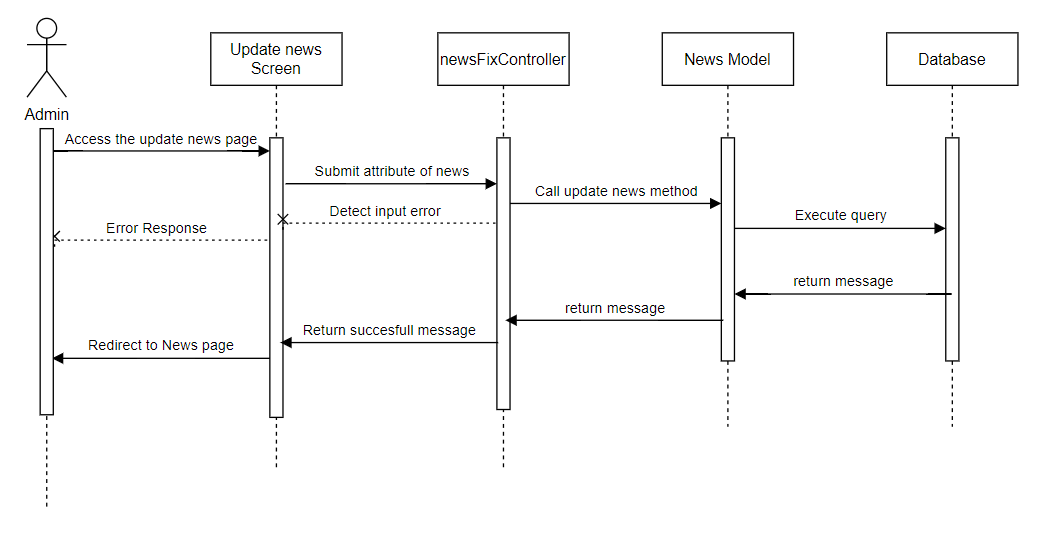 Update news
Screen
newsFixController
News Model
Database
Admin
Access the update news page
Submit attribute of news
Call update news method
Detect input error
Execute query
Error Response
return message
return message
Return succesfull message
Redirect to News page